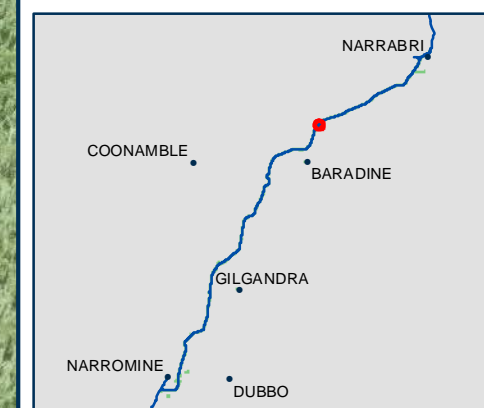 NARRABRI
COONAMBLE
BARADINE
GILGANDRA
NARROMINE
DUBBO